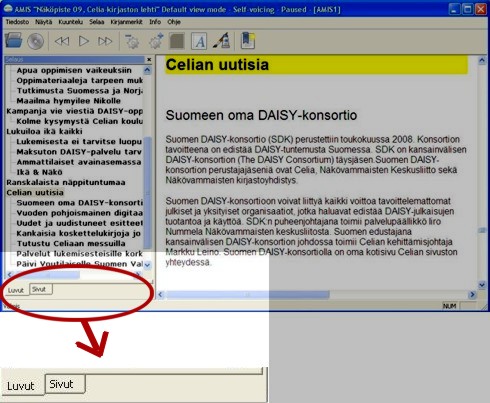 AMIS "Näköpiste 09, Celia-kirjaston lehti" Default view mode - Self-voicing - Paused - [AMIS1]
Tiedosto Näytä Kuuntelu Selaa Kirjanmerkit Info Ohje
Selaus
Apua oppimisen vaikeuksiin
Oppimateriaaleja tarpeen muk
Tutkimusta Suomessa ja Norj
Maailma hymyilee Nikolle
Kampanja vie viestiä DAISY-opp
Kolme kysymystä Celian koulu
Lukuiloa ikä kaikki
Lukemisesta ei tarvitse luopu
Maksuton DAISY-palvelu tarv
Ammattilaiset avainasemassa
Ikä & Näkö
Ranskalaista näppituntumaa
Celian uutisia
Suomeen oma DAISY-konsorti
Vuoden pohjoismainen digitaa
Uudet ja uudistuneet esitteet
Kankaisia koskettelukirjoja jo
Tutustu Celiaan messuilla
Palvelut lukemisesteisille kork
Päivi Voutilaiselle Suomen Val
Luvut Sivut
Valmis
Celian uutisia
Suomeen oma DAISY-konsortio
Suomen DAISY-konsortio (SDK) perustettiin toukokuussa 2008. Konsortion
tavoitteena on edistää DAISY-tuntemusta Suomessa. SDK on kansainvälisen
DAISY-konsortion (The DAISY Consortium) täysjäsen.Suomen DAISY-
konsortion perustajajäseniä ovat Celia, Näkövammaisten Keskusliitto sekä
Näkövammaisten kirjastoyhdistys.
Suomen DAISY-konsortioon voivat liittyä kaikki voittoa tavoittelemattomat
julkiset ja yksityiset organisaatiot, jotka haluavat edistää DAISY-julkaisujen
tuotantoa ja käyttöä. SDK:n puheenjohtajana toimii palvelupäällikkö Iiro
Nummela Näkövammaisten keskusliitosta. Suomen edustajana
kansainvälisen DAISY-konsortion johdossa toimii Celian kehittämisjohtaja
Markku Leino. Suomen DAISY-konsortiolla on oma kotisivu Celian sivuston
yhteydessä.
NUM
Luvut Sivut